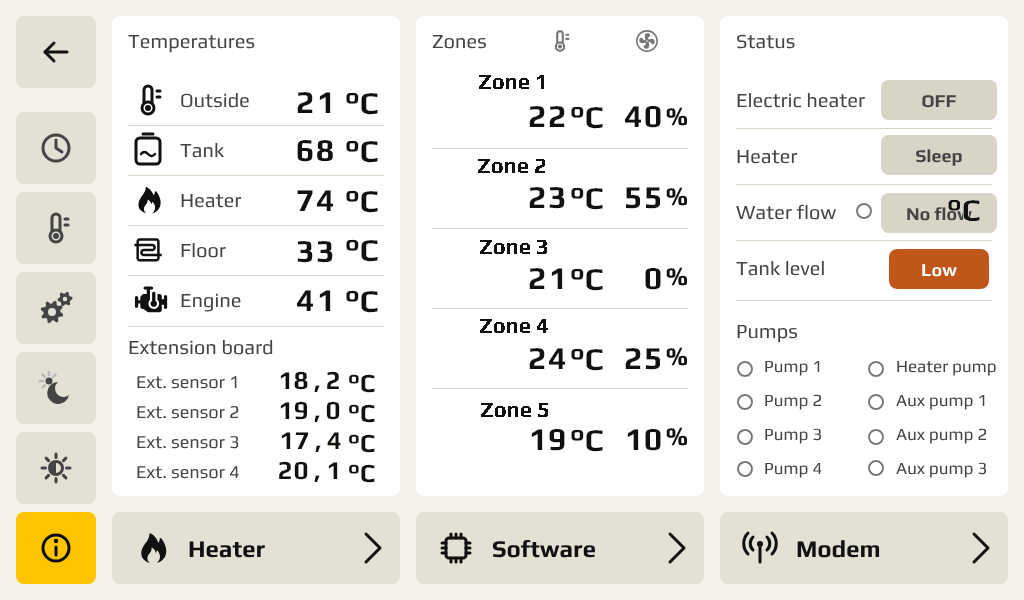 Temperatures
Outside 21 ºC
Tank 68 ºC
Heater 74 ºC
Floor 33 ºC
Engine 41 ºC
Extension board
Ext. sensor 1 18,2 ºC
Ext. sensor 2 19,0 ºC
Ext. sensor 3 17,4 ºC
Ext. sensor 4 20,1 ºC
Zones
Zone 1
22ºC 40%
Zone 2
23ºC 55%
Zone 3
21ºC 0%
Zone 4
24ºC 25%
Zone 5
19ºC 10%
Status
Electric heater OFF
Heater Sleep
Water flow No flow ºC
Tank level Low
Pumps
Pump 1 Heater pump
Pump 2 Aux pump 1
Pump 3 Aux pump 2
Pump 4 Aux pump 3
Heater
Software
Modem